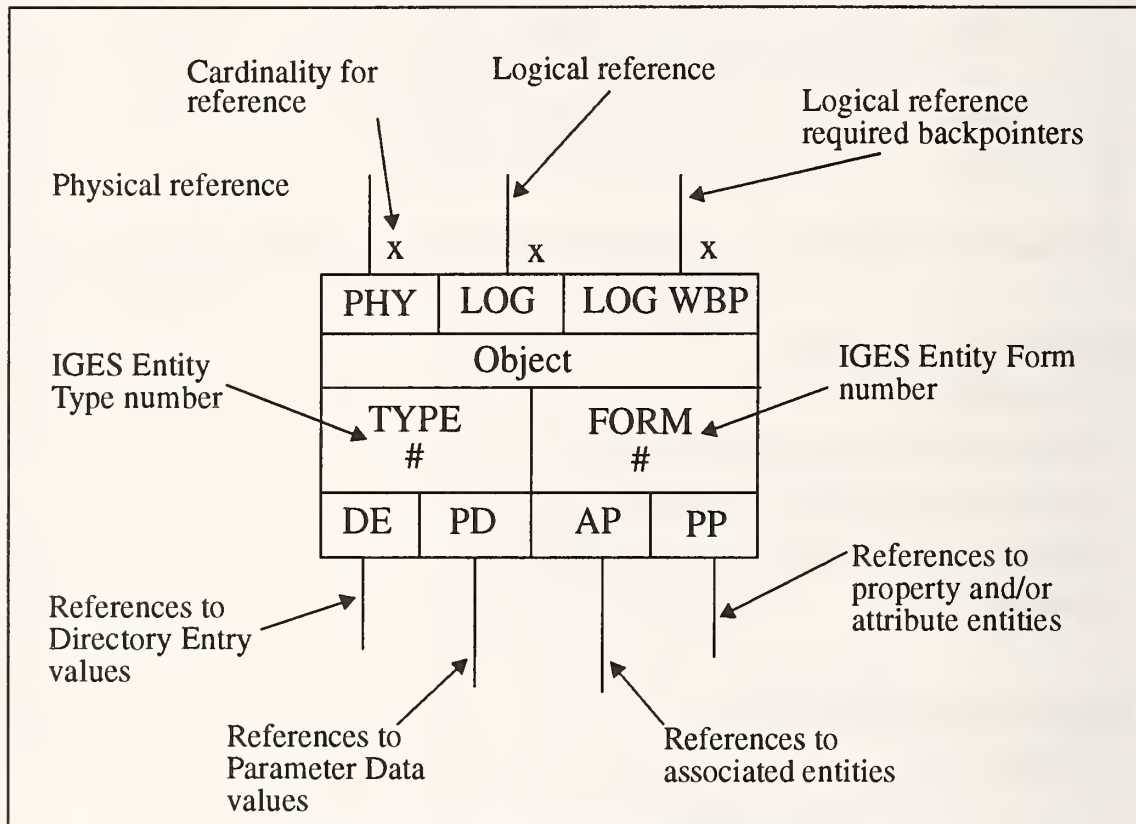 Cardinality for
reference
Logical reference
Logical reference
required backpointers
Physical reference
x
x
x
PHY
LOG
LOG WBP
Object
IGES Entity
Type number
IGES Entity Form
number
TYPE
#
FORM
#
DE
PD
AP
PP
References to
Directory Entry
values
References to
property and/or
attribute entities
References to
Parameter Data
values
References to
associated entities